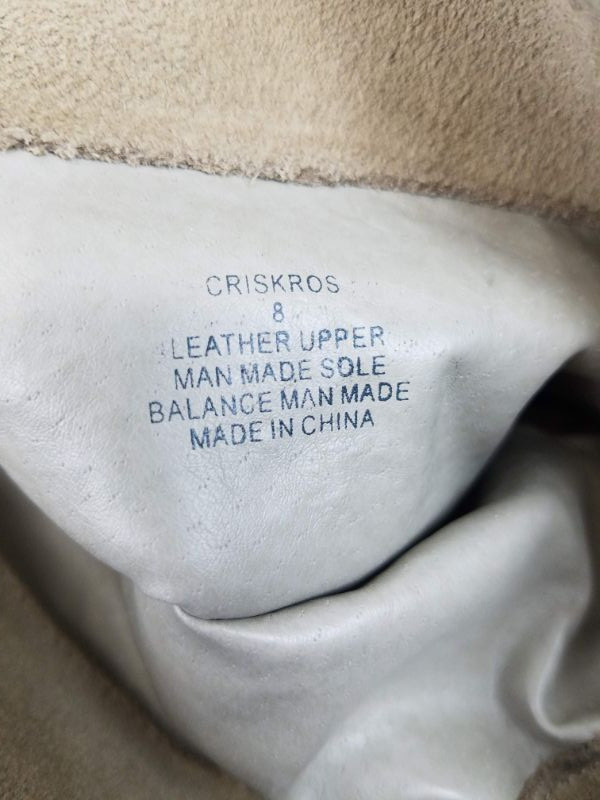 CRISKROS
8
LEATHER UPPER
MAN MADE SOLE
BALANCE MAN MADE
MADE IN CHINA